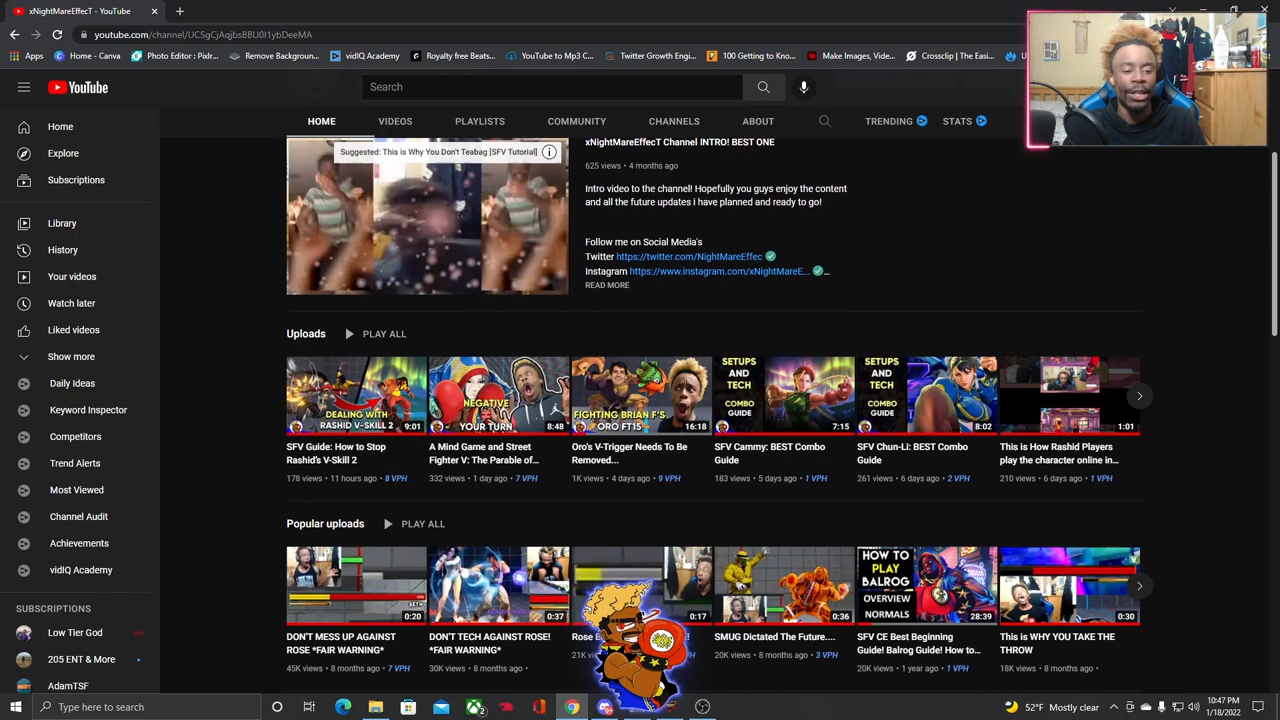 xNightMareEffecT - YouTube
youtube.com/channel/UCSgCjAqjbsBBU0I1ybDeeMA
Apps
Home - Canva
Photo Editor : Pixlr...
Remove Backgroun...
vidIQ Academy
Royalty free Beats...
Twitter Growth Engi...
100 Getting to Know...
Make Images, Video...
Crossclip | The Easi...
YouTube
Search
HOME
VIDEOS
PLAYLISTS
COMMUNITY
CHANNELS
ABOUT
TRENDING
STATS
Home
Explore
Subscriptions
Library
History
Your videos
Watch later
Liked videos
Show more
Daily Ideas
Keyword Inspector
Competitors
Trend Alerts
Most Viewed
Channel Audit
Achievements
vidIQ Academy
SUBSCRIPTIONS
Low Tier God
205 ENT & More
AdamTSF
Suggested: This is Why You Don't Teabag [SFV Tutorial]
xNightMareEffecT Channel INTRO! BEST ONE
625 views • 4 months ago
Intro video to the channel! Hopefully you guys enjoy the content
and all the future updates i have planned and ready to go!
Follow me on Social Media's
Twitter https://twitter.com/NightMareEffec
Instagram https://www.instagram.com/xNightMareE... ...
READ MORE
Uploads
PLAY ALL
DEALING WITH
RASHID V-SKILL 2
9:01
SFV Guide: How to Stop
Rashid's V-Skill 2
178 views • 11 hours ago • 8 VPH
NEGATIVE
YOUR TURN
8:48
A Mind Game and Street
Fighter V: The Parable of...
332 views • 1 day ago • 7 VPH
FIGHTING BRIAN F'S
ORO FT15
16:18
Oro's V-Trigger Needs To Be
Removed...
1K views • 4 days ago • 9 VPH
SETUPS
AND
TECH
COMBO
GUIDE
7:15
SFV Cammy: BEST Combo
Guide
183 views • 5 days ago • 1 VPH
SETUPS
AND
TECH
COMBO
GUIDE
8:02
SFV Chun-Li: BEST Combo
Guide
261 views • 6 days ago • 2 VPH
1:01
This is How Rashid Players
play the character online in...
210 views • 6 days ago • 1 VPH
Popular uploads
PLAY ALL
0:20
DON'T MESS UP AGAINST
ROSE *FAIR WARNING*
45K views • 8 months ago • 7 VPH
0:37
DON'T TECH AGAINST ROSE!
*FAIR WARNING*
30K views • 8 months ago •
0:17
Rose B
21K
0:36
SMUG Dictated The Future....
20K views • 8 months ago • 3 VPH
HOW TO
PLAY
BALROG
OVERVIEW
NORMALS
28:39
SFV CE Best Beginning
Guide! Balrog Guide! How to...
20K views • 1 year ago • 1 VPH
0:30
This is WHY YOU TAKE THE
THROW
18K views • 8 months ago •
Type here to search
52°F Mostly clear
10:47 PM
1/18/2022